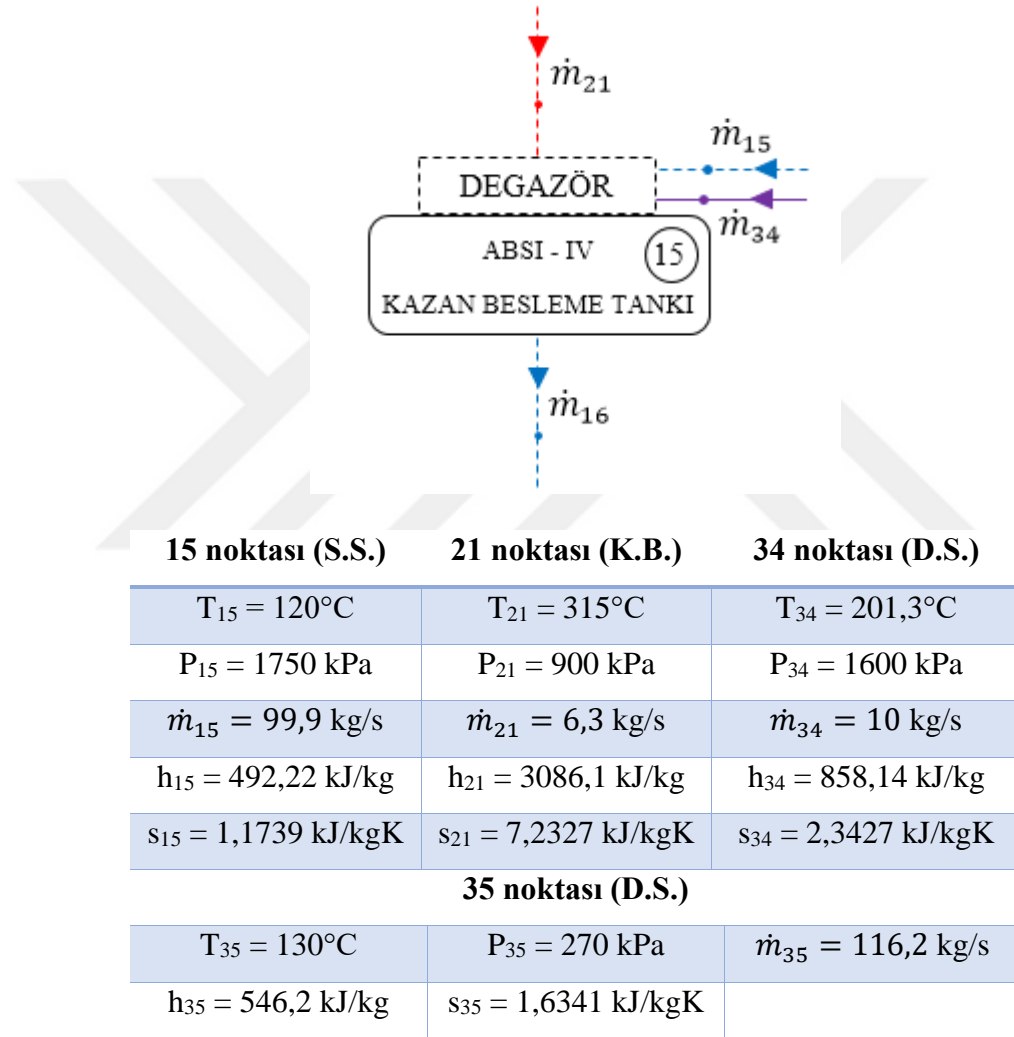 ṁ₂₁
ṁ₁₅
DEGAZÖR
ṁ₃₄
ABSI - IV 15
KAZAN BESLEME TANKI
ṁ₁₆
15 noktası (S.S.) 21 noktası (K.B.) 34 noktası (D.S.)
T₁₅ = 120°C T₂₁ = 315°C T₃₄ = 201,3°C
P₁₅ = 1750 kPa P₂₁ = 900 kPa P₃₄ = 1600 kPa
ṁ₁₅ = 99,9 kg/s ṁ₂₁ = 6,3 kg/s ṁ₃₄ = 10 kg/s
h₁₅ = 492,22 kJ/kg h₂₁ = 3086,1 kJ/kg h₃₄ = 858,14 kJ/kg
s₁₅ = 1,1739 kJ/kgK s₂₁ = 7,2327 kJ/kgK s₃₄ = 2,3427 kJ/kgK
35 noktası (D.S.)
T₃₅ = 130°C P₃₅ = 270 kPa ṁ₃₅ = 116,2 kg/s
h₃₅ = 546,2 kJ/kg s₃₅ = 1,6341 kJ/kgK